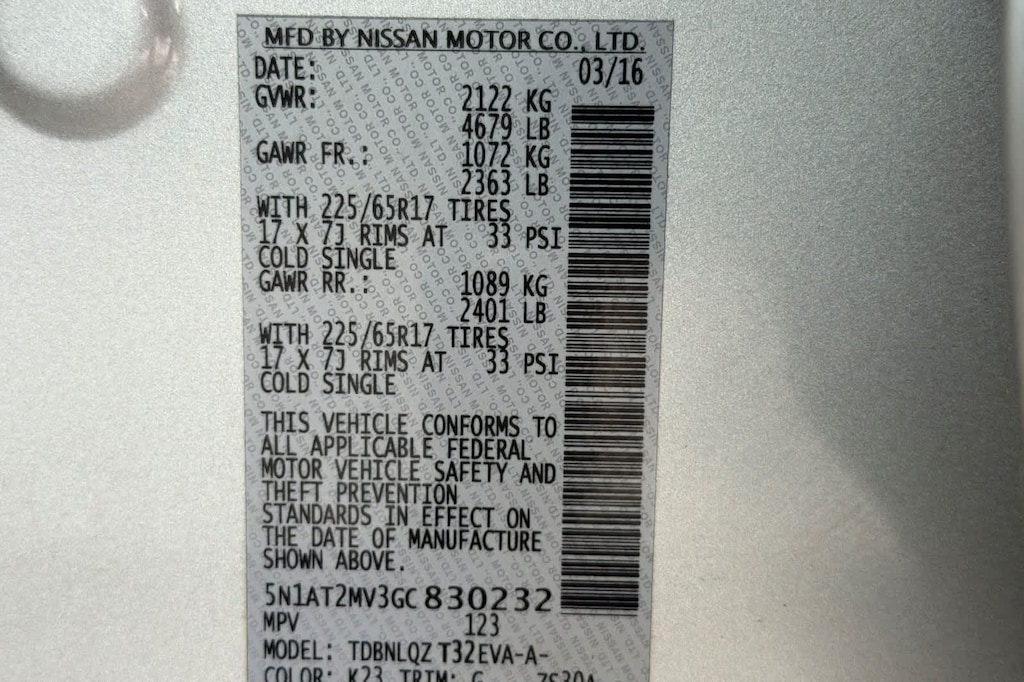 MFD BY NISSAN MOTOR CO., LTD.
DATE: 03/16
GVWR: 2122 KG
4679 LB
GAWR FR.: 1072 KG
2363 LB
WITH 225/65R17 TIRES
17 X 7J RIMS AT 33 PSI
COLD SINGLE
GAWR RR.: 1089 KG
2401 LB
WITH 225/65R17 TIRES
17 X 7J RIMS AT 33 PSI
COLD SINGLE
THIS VEHICLE CONFORMS TO
ALL APPLICABLE FEDERAL
MOTOR VEHICLE SAFETY AND
THEFT PREVENTION
STANDARDS IN EFFECT ON
THE DATE OF MANUFACTURE
SHOWN ABOVE.
5N1AT2MV3GC830232
MPV 123
MODEL: TDBNLQZ T32EVA-A-
COLOR: K23 TRIM: G